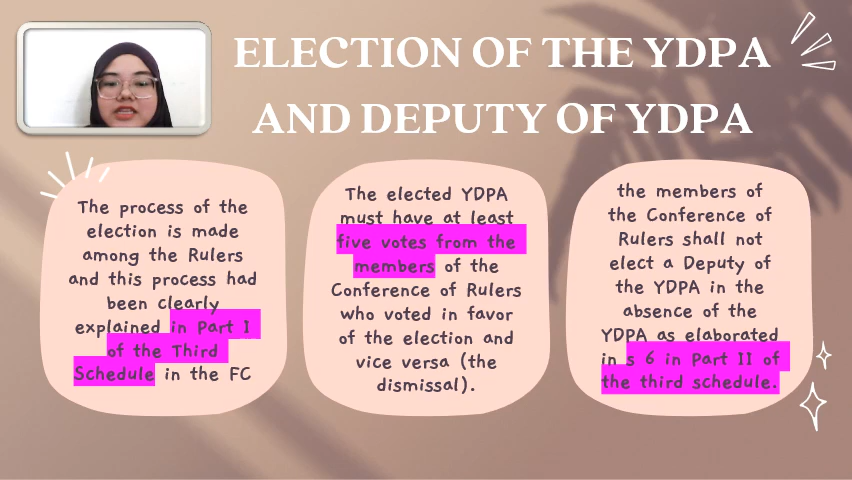 ELECTION OF THE YDPA
AND DEPUTY OF YDPA
The process of the
election is made
among the Rulers
and this process had
been clearly
explained in Part I
of the Third
Schedule in the FC
The elected YDPA
must have at least
five votes from the
members of the
Conference of Rulers
who voted in favor
of the election and
vice versa (the
dismissal).
the members of
the Conference of
Rulers shall not
elect a Deputy of
the YDPA in the
absence of the
YDPA as elaborated
in s 6 in Part II of
the third schedule.